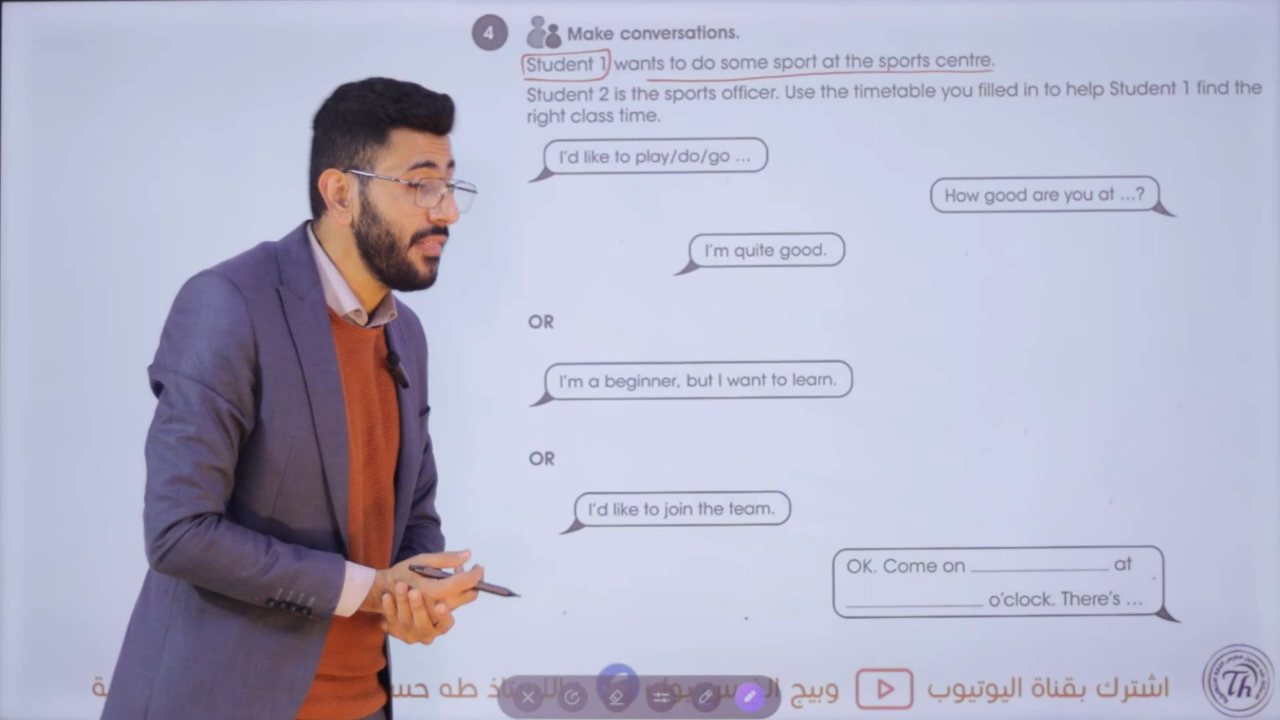 4 Make conversations.
Student 1 wants to do some sport at the sports centre.
Student 2 is the sports officer. Use the timetable you filled in to help Student 1 find the
right class time.
I'd like to play/do/go ...
How good are you at ...?
I'm quite good.
OR
I'm a beginner, but I want to learn.
OR
I'd like to join the team.
OK. Come on ____________ at
____________ o'clock. There's ...
اشترك بقناة اليوتيوب وبيج طه
Th